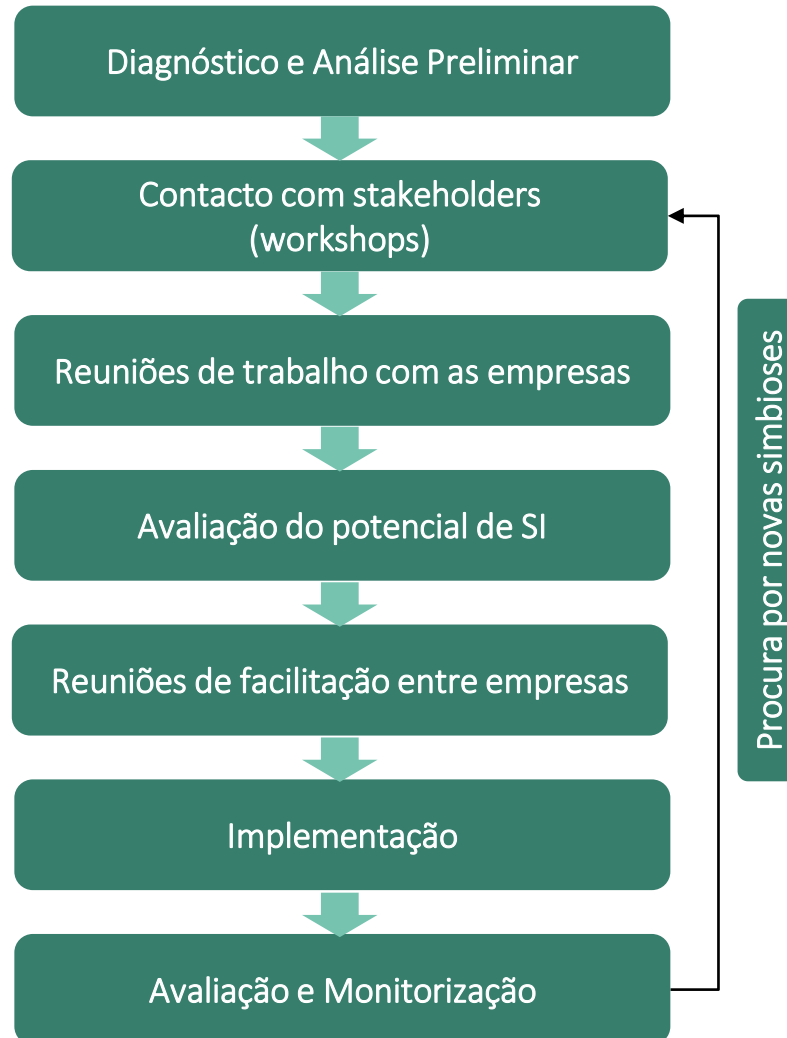 Diagnóstico e Análise Preliminar
Contacto com stakeholders
(workshops)
Reuniões de trabalho com as empresas
Avaliação do potencial de SI
Reuniões de facilitação entre empresas
Implementação
Avaliação e Monitorização
Procura por novas simbioses